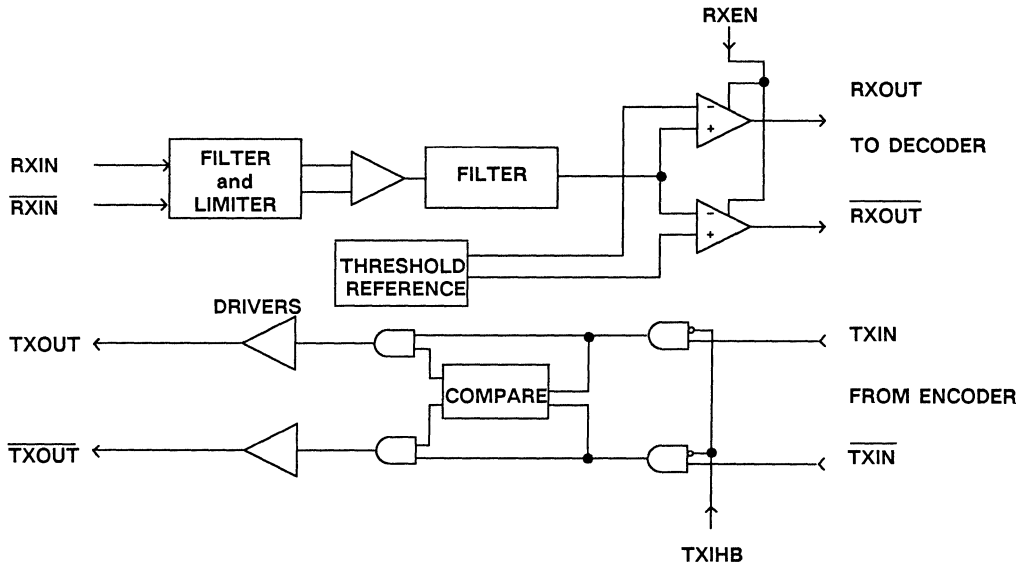 RXEN
RXOUT
TO DECODER
RXOUT
RXIN
RXIN
FILTER
and
LIMITER
FILTER
-
+
-
+
THRESHOLD
REFERENCE
DRIVERS
TXOUT
TXIN
COMPARE
FROM ENCODER
TXOUT
TXIN
TXIHB